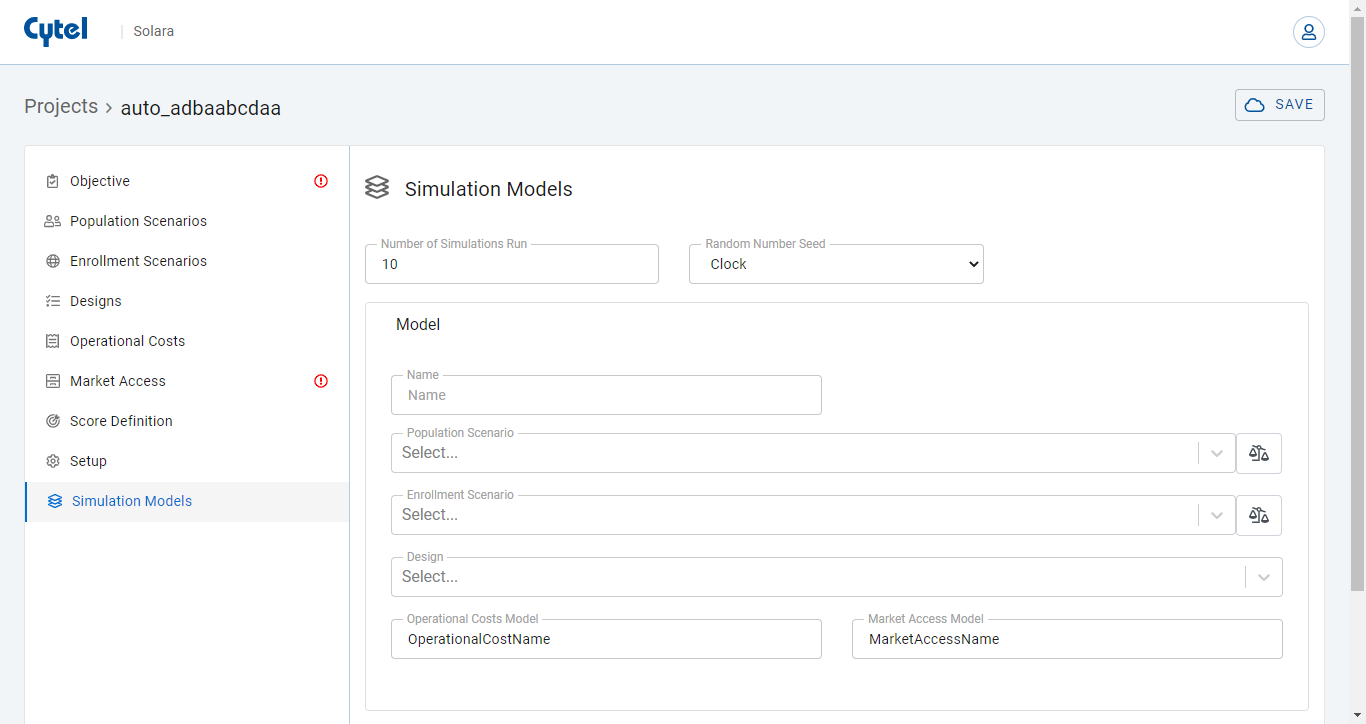 Cytel | Solara
Projects > auto_adbaabcdaa
SAVE
Objective
Population Scenarios
Enrollment Scenarios
Designs
Operational Costs
Market Access
Score Definition
Setup
Simulation Models
Simulation Models
Number of Simulations Run
10
Random Number Seed
Clock
Model
Name
Name
Population Scenario
Select...
Enrollment Scenario
Select...
Design
Select...
Operational Costs Model
OperationalCostName
Market Access Model
MarketAccessName